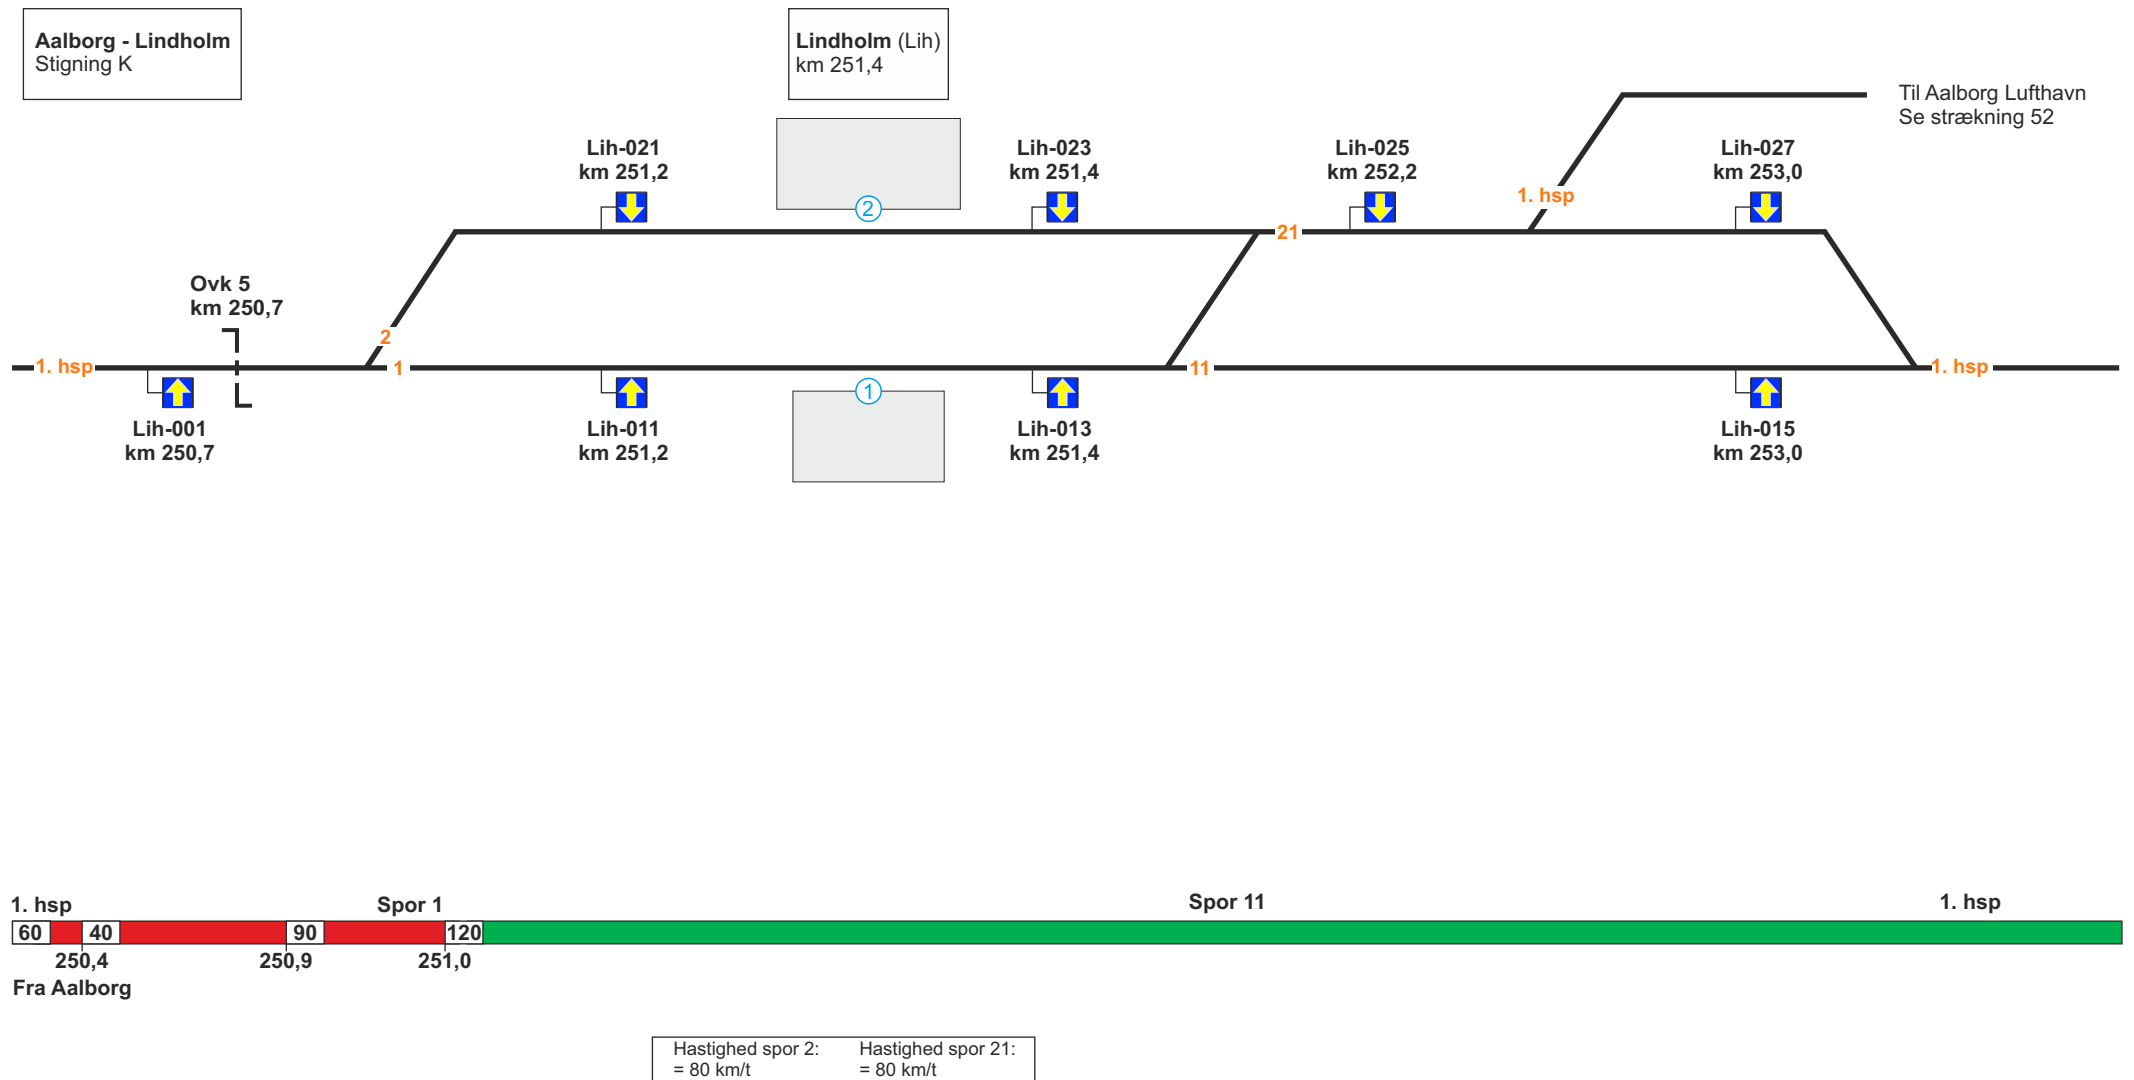 Aalborg - Lindholm
Stigning K
Lindholm (Lih)
km 251,4
Til Aalborg Lufthavn
Se strækning 52
Lih-021
km 251,2
Lih-023
km 251,4
Lih-025
km 252,2
Lih-027
km 253,0
1. hsp
2
21
Ovk 5
km 250,7
2
1. hsp
1
11
1. hsp
1
Lih-001
km 250,7
Lih-011
km 251,2
Lih-013
km 251,4
Lih-015
km 253,0
1. hsp
Spor 1
Spor 11
1. hsp
60
40
90
120
250,4
250,9
251,0
Fra Aalborg
Hastighed spor 2:
= 80 km/t
Hastighed spor 21:
= 80 km/t